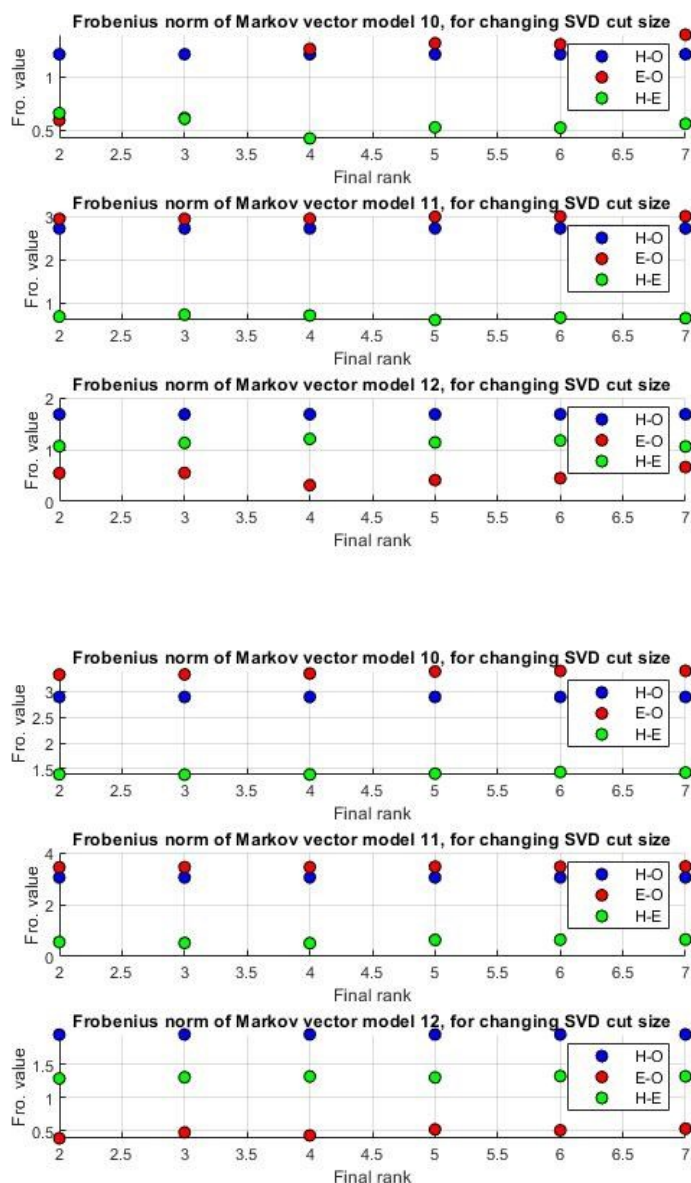 Frobenius norm of Markov vector model 10, for changing SVD cut size
Fro. value
1
0.5
H-O
E-O
H-E
2 2.5 3 3.5 4 4.5 5 5.5 6 6.5 7
Final rank
Frobenius norm of Markov vector model 11, for changing SVD cut size
Fro. value
3
2
1
H-O
E-O
H-E
2 2.5 3 3.5 4 4.5 5 5.5 6 6.5 7
Final rank
Frobenius norm of Markov vector model 12, for changing SVD cut size
Fro. value
2
1
0
H-O
E-O
H-E
2 2.5 3 3.5 4 4.5 5 5.5 6 6.5 7
Final rank
Frobenius norm of Markov vector model 10, for changing SVD cut size
Fro. value
3
2.5
2
1.5
H-O
E-O
H-E
2 2.5 3 3.5 4 4.5 5 5.5 6 6.5 7
Final rank
Frobenius norm of Markov vector model 11, for changing SVD cut size
Fro. value
4
2
0
H-O
E-O
H-E
2 2.5 3 3.5 4 4.5 5 5.5 6 6.5 7
Final rank
Frobenius norm of Markov vector model 12, for changing SVD cut size
Fro. value
1.5
1
0.5
H-O
E-O
H-E
2 2.5 3 3.5 4 4.5 5 5.5 6 6.5 7
Final rank